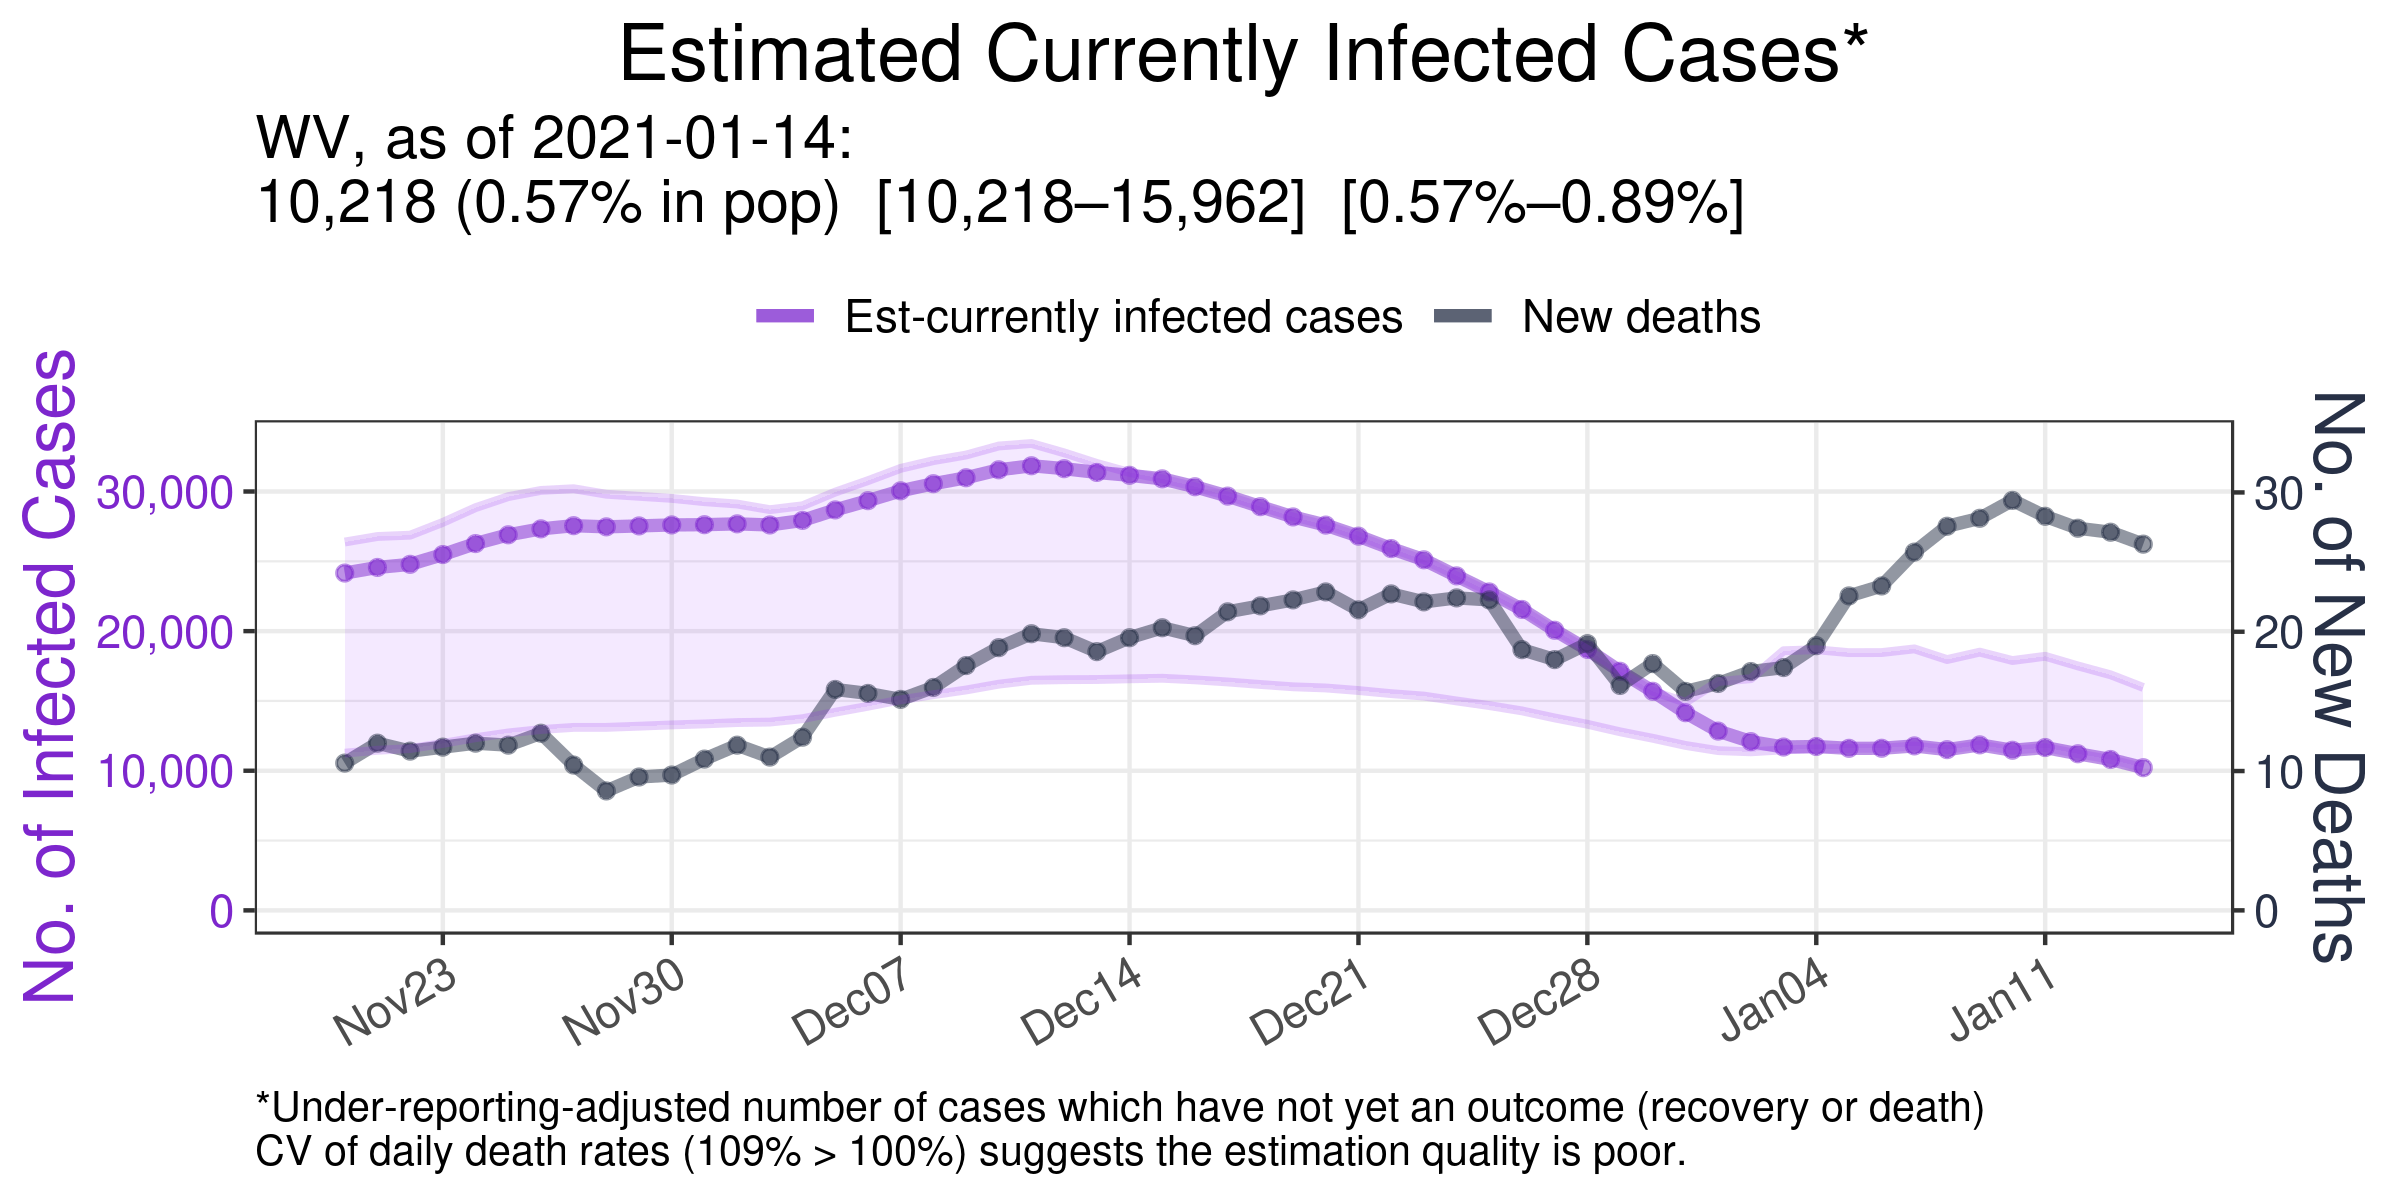 Estimated Currently Infected Cases*
WV, as of 2021-01-14:
10,218 (0.57% in pop)  [10,218–15,962]  [0.57%–0.89%]
Est-currently infected cases
New deaths
No. of Infected Cases
30,000
20,000
10,000
0
30
20
10
0
No. of New Deaths
Nov23
Nov30
Dec07
Dec14
Dec21
Dec28
Jan04
Jan11
*Under-reporting-adjusted number of cases which have not yet an outcome (recovery or death)
CV of daily death rates (109% > 100%) suggests the estimation quality is poor.